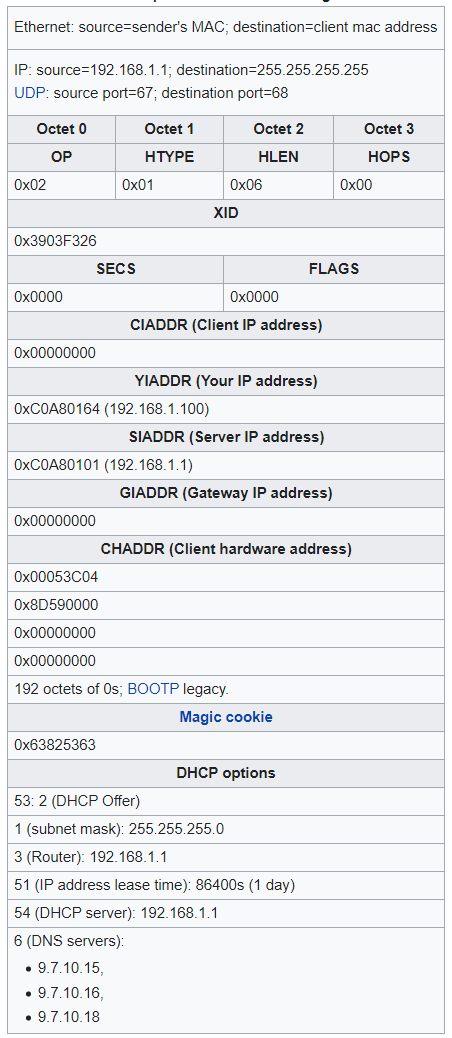 Ethernet: source=sender's MAC; destination=client mac address
IP: source=192.168.1.1; destination=255.255.255.255
UDP: source port=67; destination port=68
Octet 0 Octet 1 Octet 2 Octet 3
OP HTYPE HLEN HOPS
0x02 0x01 0x06 0x00
XID
0x3903F326
SECS FLAGS
0x0000 0x0000
CIADDR (Client IP address)
0x00000000
YIADDR (Your IP address)
0xC0A80164 (192.168.1.100)
SIADDR (Server IP address)
0xC0A80101 (192.168.1.1)
GIADDR (Gateway IP address)
0x00000000
CHADDR (Client hardware address)
0x00053C04
0x8D590000
0x00000000
0x00000000
192 octets of 0s; BOOTP legacy.
Magic cookie
0x63825363
DHCP options
53: 2 (DHCP Offer)
1 (subnet mask): 255.255.255.0
3 (Router): 192.168.1.1
51 (IP address lease time): 86400s (1 day)
54 (DHCP server): 192.168.1.1
6 (DNS servers):
• 9.7.10.15,
• 9.7.10.16,
• 9.7.10.18